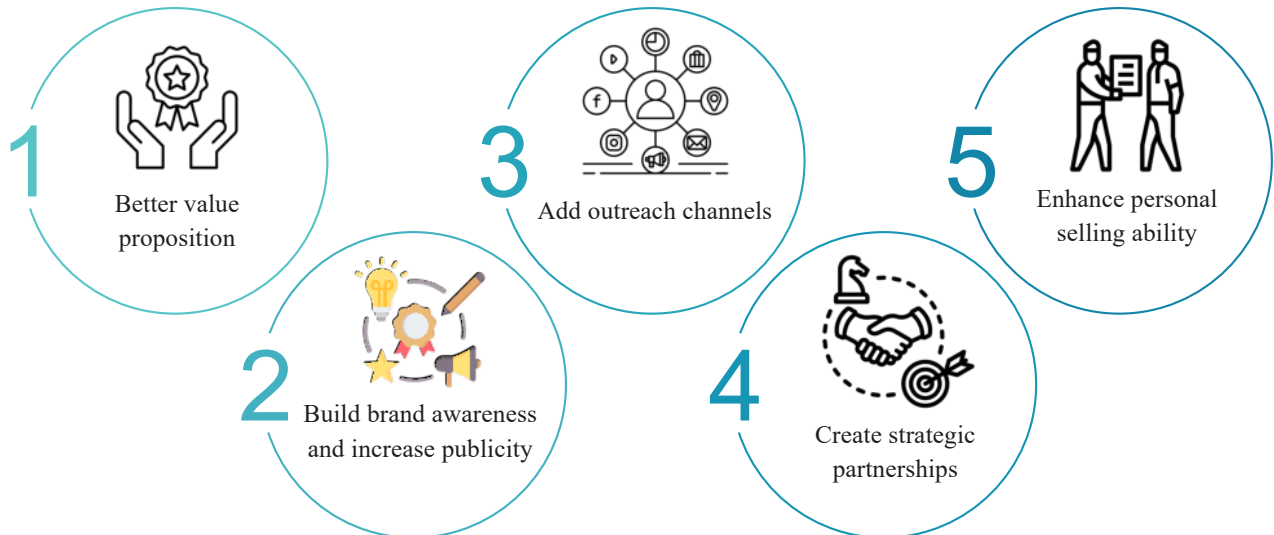 1
Better value
proposition
2
Build brand awareness
and increase publicity
3
Add outreach channels
4
Create strategic
partnerships
5
Enhance personal
selling ability